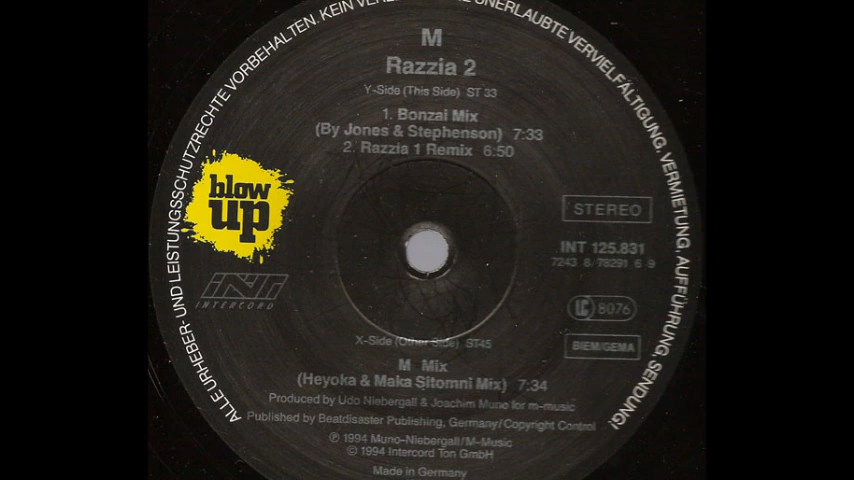 ALLE URHEBER- UND LEISTUNGSSCHUTZRECHTE VORBEHALTEN. KEIN UNERLAUBTE VERVIELFÄLTIGUNG, VERMIETUNG, AUFFÜHRUNG, SENDUNG!
M
Razzia 2
Y-Side (This Side) ST 33
1. Bonzai Mix
(By Jones & Stephenson) 7:33
2. Razzia 1 Remix 6:50
blow
up
STEREO
INT 125.831
7243 8 78291 6 9
INT
INTERCORD
LC 8076
BIEM/GEMA
X-Side (Other Side) ST45
M Mix
(Heyoka & Maka Sitomni Mix) 7:34
Produced by Udo Niebergall & Joachim Muno for m-music
Published by Beatdisaster Publishing, Germany/Copyright Control
℗ 1994 Muno-Niebergall/M-Music
© 1994 Intercord Ton GmbH
Made in Germany